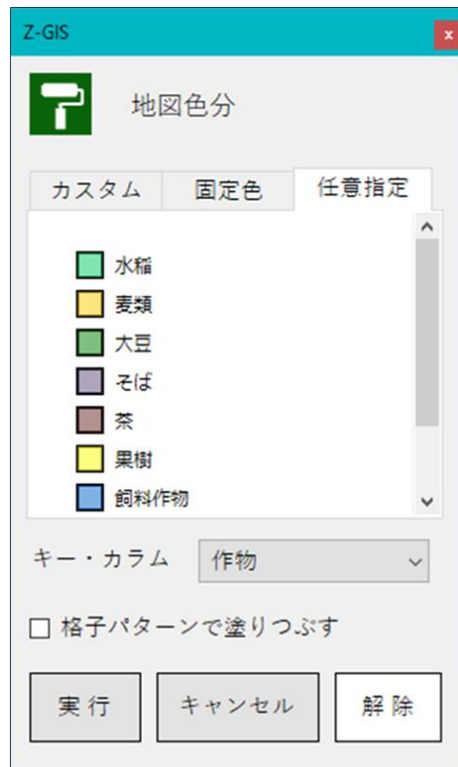 Z-GIS
地図色分
カスタム 固定色 任意指定
水稲
麦類
大豆
そば
茶
果樹
飼料作物
キー・カラム 作物
格子パターンで塗りつぶす
実行 キャンセル 解除